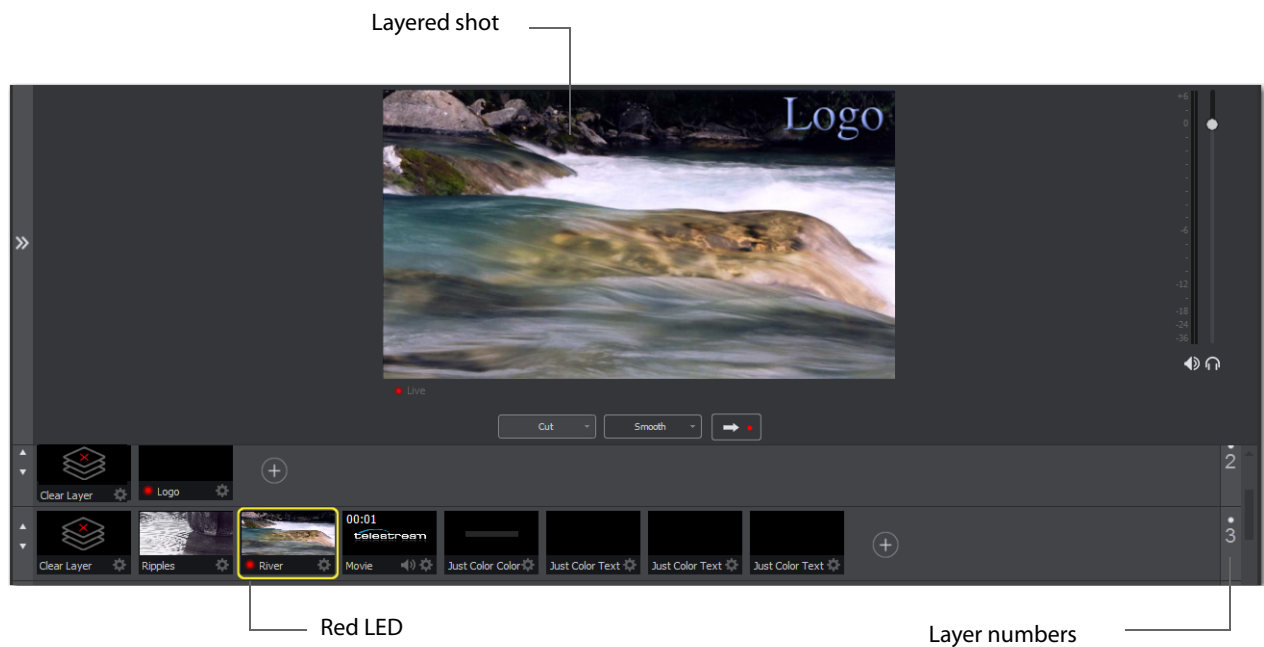 Layered shot
Logo
+6
0
-6
-12
-18
-24
-36
Live
Cut
Smooth
2
Clear Layer
Logo
3
00:01
telestream
Clear Layer
Ripples
River
Movie
Just Color Color
Just Color Text
Just Color Text
Just Color Text
Red LED
Layer numbers